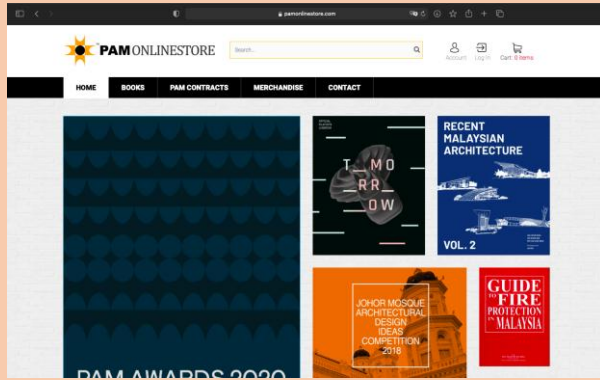 pamonlinestore.com
PAM ONLINESTORE
Search...
Account
Log In
Cart: 0 items
HOME
BOOKS
PAM CONTRACTS
MERCHANDISE
CONTACT
T_MO
RR_
OW
RECENT
MALAYSIAN
ARCHITECTURE
VOL. 2
JOHOR MOSQUE
ARCHITECTURAL
DESIGN
IDEAS
COMPETITION
2018
GUIDE
TO FIRE
PROTECTION
IN MALAYSIA
PAM AWARDS 2020